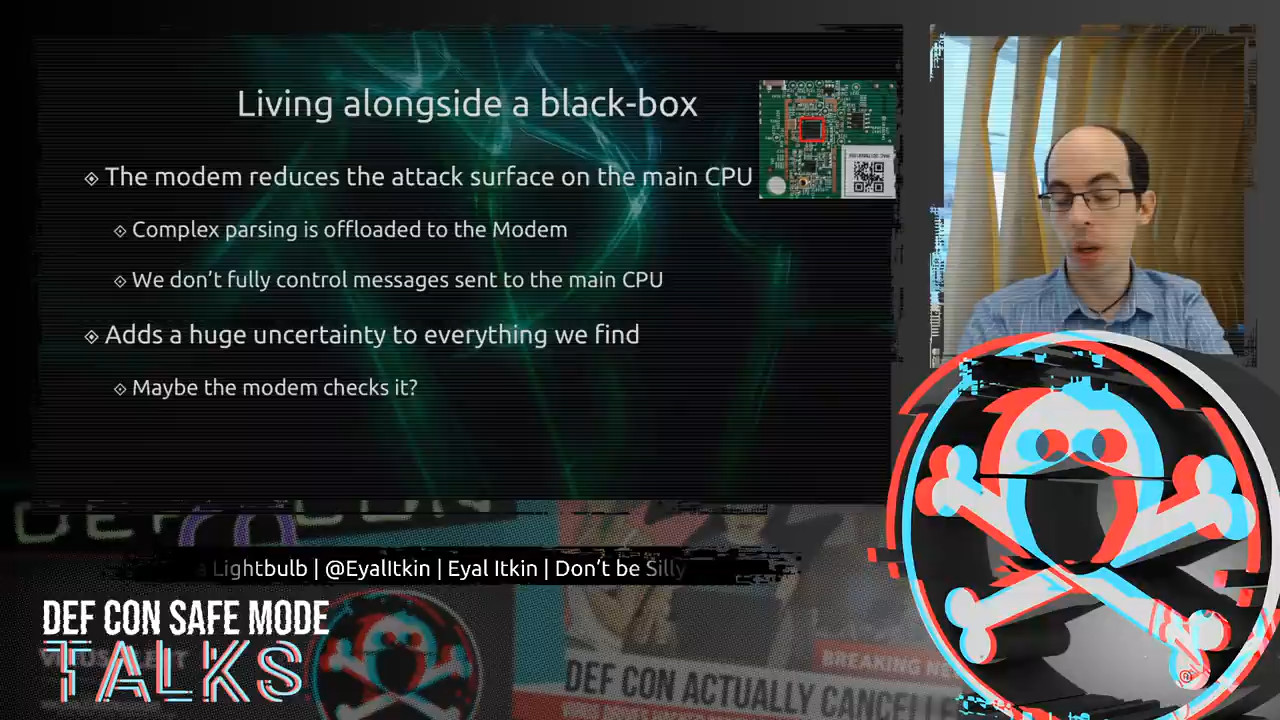 Living alongside a black-box
The modem reduces the attack surface on the main CPU
Complex parsing is offloaded to the Modem
We don't fully control messages sent to the main CPU
Adds a huge uncertainty to everything we find
Maybe the modem checks it?
DEF CON
a Lightbulb | @EyalItkin | Eyal Itkin | Don't be Silly
DEF CON SAFE MODE
TALKS
BREAKING NE
DEF CON ACTUALLY CANCELLE